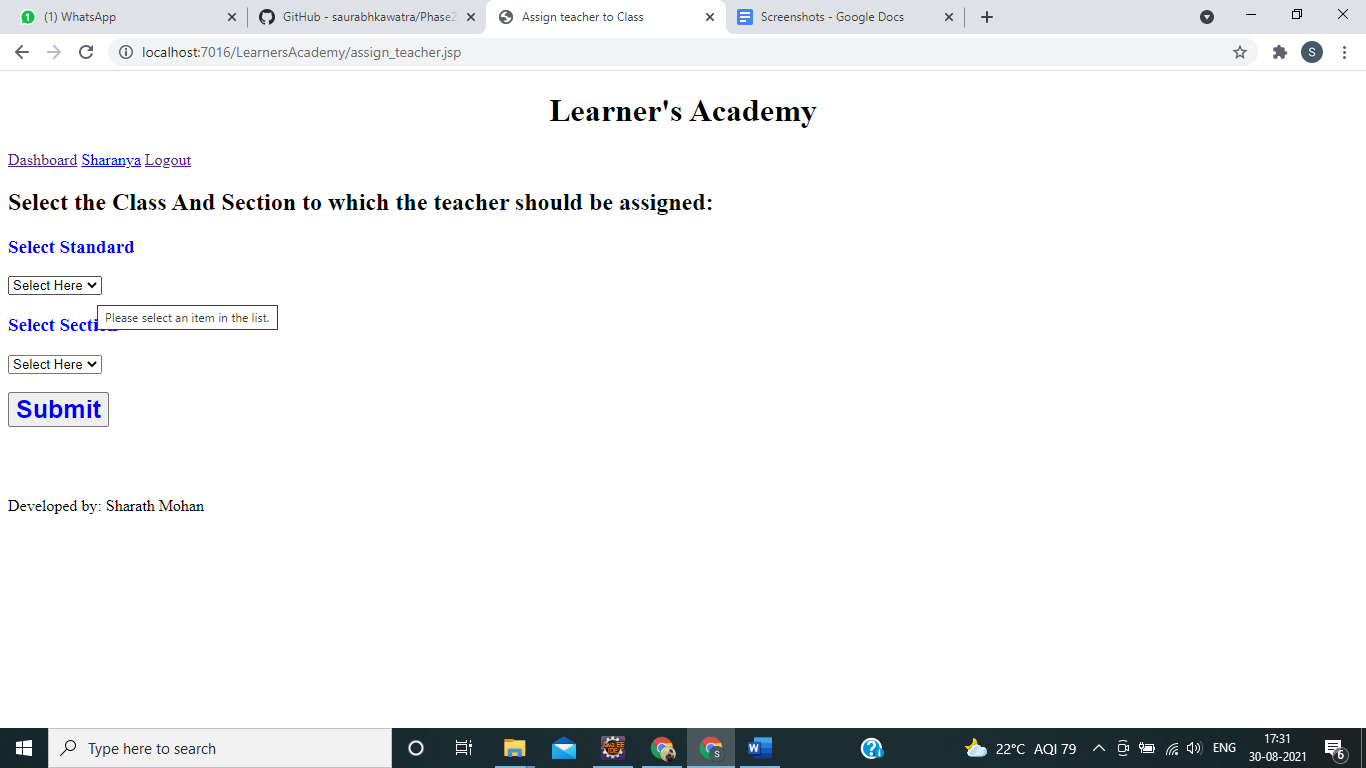 (1) WhatsApp
GitHub - saurabhkawatra/Phase2
Assign teacher to Class
Screenshots - Google Docs
localhost:7016/LearnersAcademy/assign_teacher.jsp
S
Learner's Academy
Dashboard Sharanya Logout
Select the Class And Section to which the teacher should be assigned:
Select Standard
Select Here
Please select an item in the list.
Select Section
Select Here
Submit
Developed by: Sharath Mohan
Type here to search
22°C AQI 79
ENG
17:31
30-08-2021
6